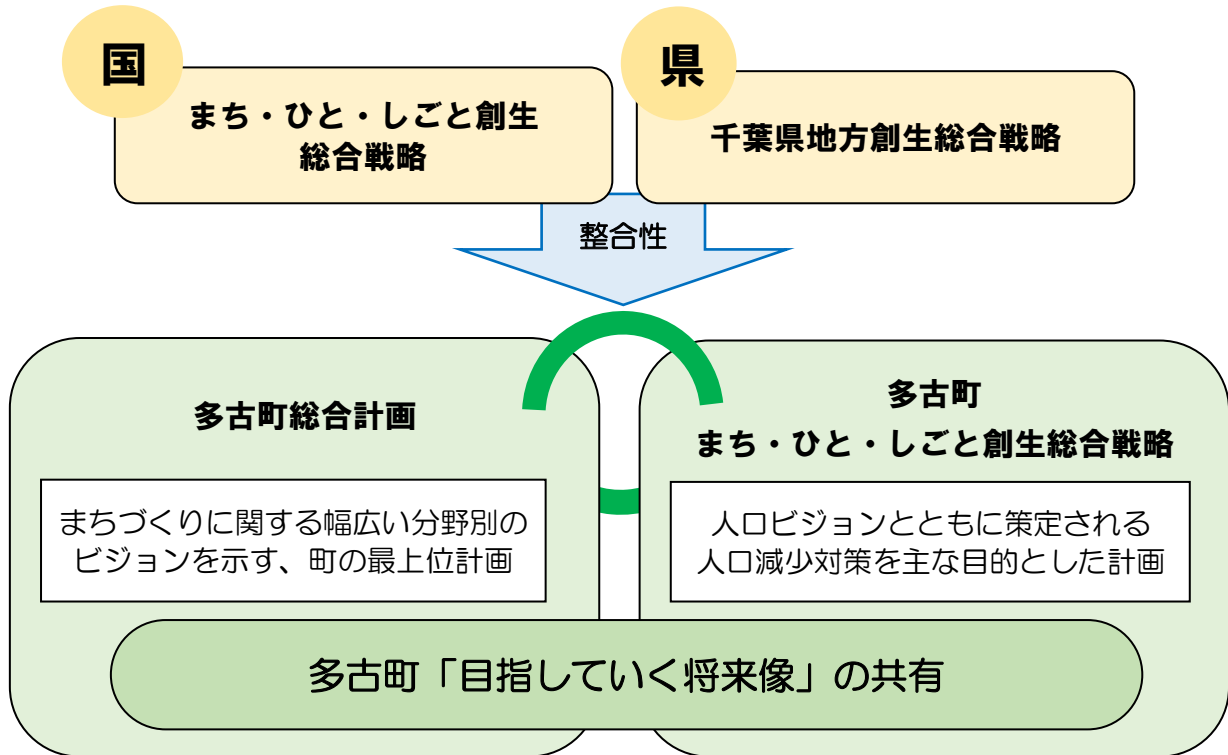 国
まち・ひと・しごと創生
総合戦略
県
千葉県地方創生総合戦略
整合性
多古町総合計画
まちづくりに関する幅広い分野別の
ビジョンを示す、町の最上位計画
多古町
まち・ひと・しごと創生総合戦略
人口ビジョンとともに策定される
人口減少対策を主な目的とした計画
多古町「目指していく将来像」の共有